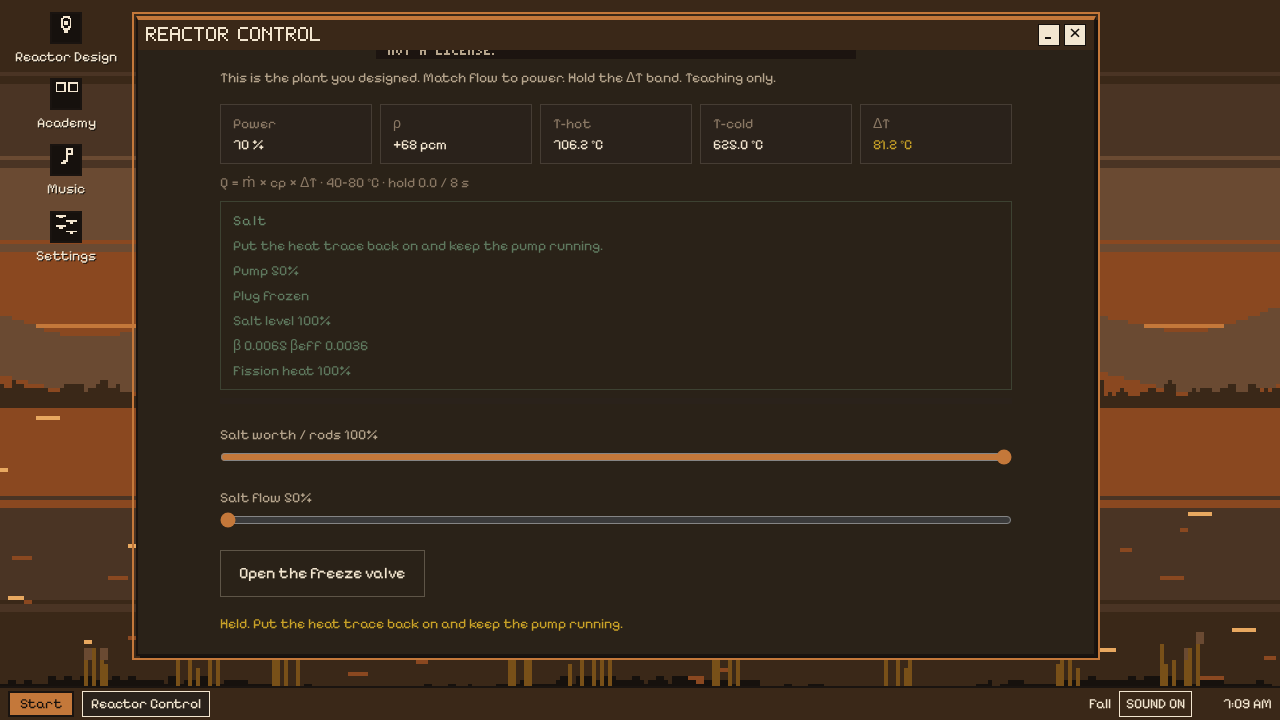 REACTOR CONTROL
Reactor Design
Academy
Music
Settings
NOT A LICENSE.
This is the plant you designed. Match flow to power. Hold the ΔT band. Teaching only.
Power
70 %
ρ
+68 pcm
T-hot
706.2 °C
T-cold
625.0 °C
ΔT
81.2 °C
Q = ṁ × cp × ΔT · 40-80 °C · hold 0.0 / 8 s
Salt
Put the heat trace back on and keep the pump running.
Pump 50%
Plug frozen
Salt level 100%
β 0.0065 βeff 0.0036
Fission heat 100%
Salt worth / rods 100%
Salt flow 50%
Open the freeze valve
Held. Put the heat trace back on and keep the pump running.
Start
Reactor Control
Fall
SOUND ON
7:09 AM